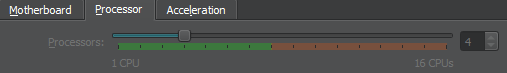 Motherboard Processor Acceleration
Processors: 4
1 CPU 16 CPUs